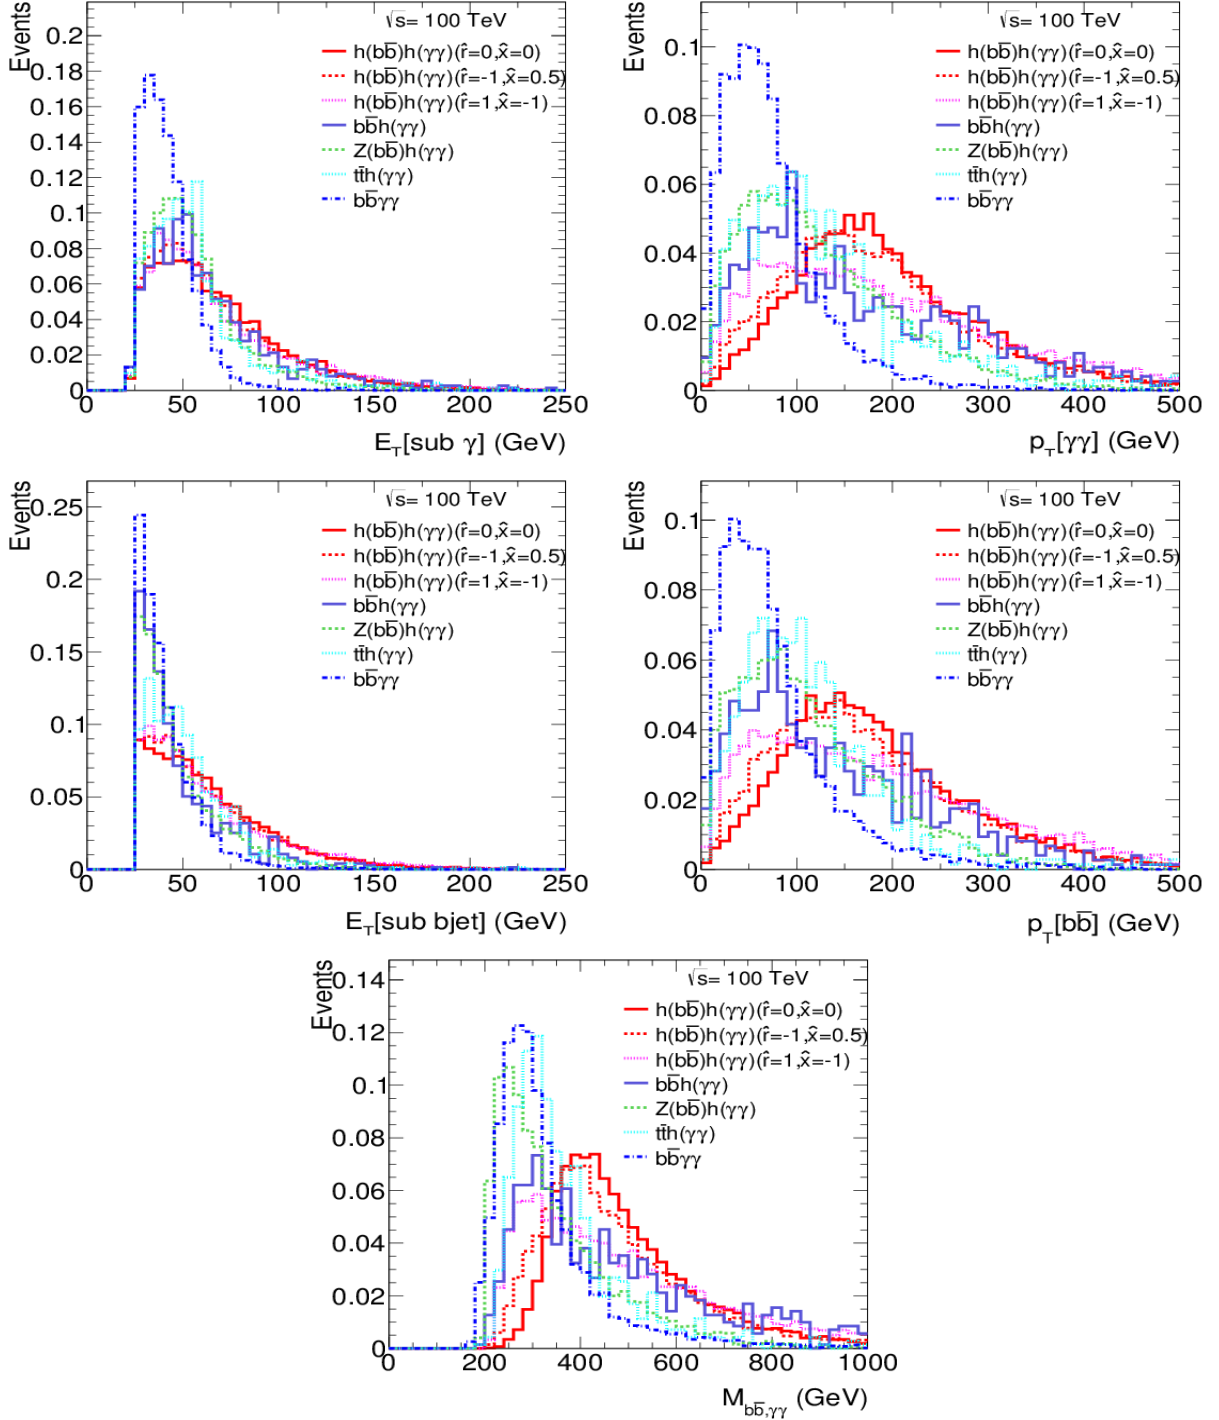 Events
√s= 100 TeV
h(bb̅)h(γγ)(r̂=0,x̂=0)
h(bb̅)h(γγ)(r̂=-1,x̂=0.5)
h(bb̅)h(γγ)(r̂=1,x̂=-1)
bb̅h(γγ)
Z(bb̅)h(γγ)
tt̅h(γγ)
bb̅γγ
0.2
0.18
0.16
0.14
0.12
0.1
0.08
0.06
0.04
0.02
0
0 50 100 150 200 250
E_T[sub γ] (GeV)
Events
√s= 100 TeV
h(bb̅)h(γγ)(r̂=0,x̂=0)
h(bb̅)h(γγ)(r̂=-1,x̂=0.5)
h(bb̅)h(γγ)(r̂=1,x̂=-1)
bb̅h(γγ)
Z(bb̅)h(γγ)
tt̅h(γγ)
bb̅γγ
0.1
0.08
0.06
0.04
0.02
0
0 100 200 300 400 500
p_T[γγ] (GeV)
Events
√s= 100 TeV
h(bb̅)h(γγ)(r̂=0,x̂=0)
h(bb̅)h(γγ)(r̂=-1,x̂=0.5)
h(bb̅)h(γγ)(r̂=1,x̂=-1)
bb̅h(γγ)
Z(bb̅)h(γγ)
tt̅h(γγ)
bb̅γγ
0.25
0.2
0.15
0.1
0.05
0
0 50 100 150 200 250
E_T[sub bjet] (GeV)
Events
√s= 100 TeV
h(bb̅)h(γγ)(r̂=0,x̂=0)
h(bb̅)h(γγ)(r̂=-1,x̂=0.5)
h(bb̅)h(γγ)(r̂=1,x̂=-1)
bb̅h(γγ)
Z(bb̅)h(γγ)
tt̅h(γγ)
bb̅γγ
0.1
0.08
0.06
0.04
0.02
0
0 100 200 300 400 500
p_T[bb̅] (GeV)
Events
√s= 100 TeV
h(bb̅)h(γγ)(r̂=0,x̂=0)
h(bb̅)h(γγ)(r̂=-1,x̂=0.5)
h(bb̅)h(γγ)(r̂=1,x̂=-1)
bb̅h(γγ)
Z(bb̅)h(γγ)
tt̅h(γγ)
bb̅γγ
0.14
0.12
0.1
0.08
0.06
0.04
0.02
0
0 200 400 600 800 1000
M_bb̅,γγ (GeV)